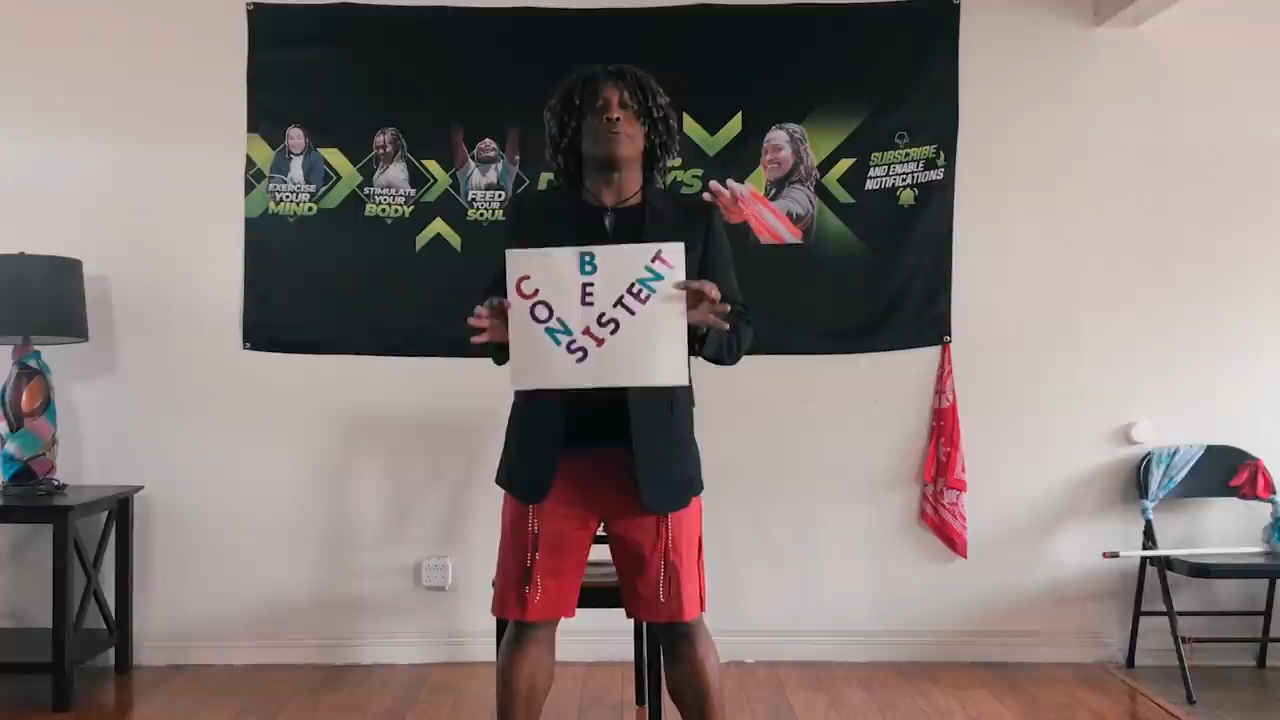 EXERCISE
YOUR
MIND
STIMULATE
YOUR
BODY
FEED
YOUR
SOUL
SUBSCRIBE
AND ENABLE
NOTIFICATIONS
BE
CONSISTENT